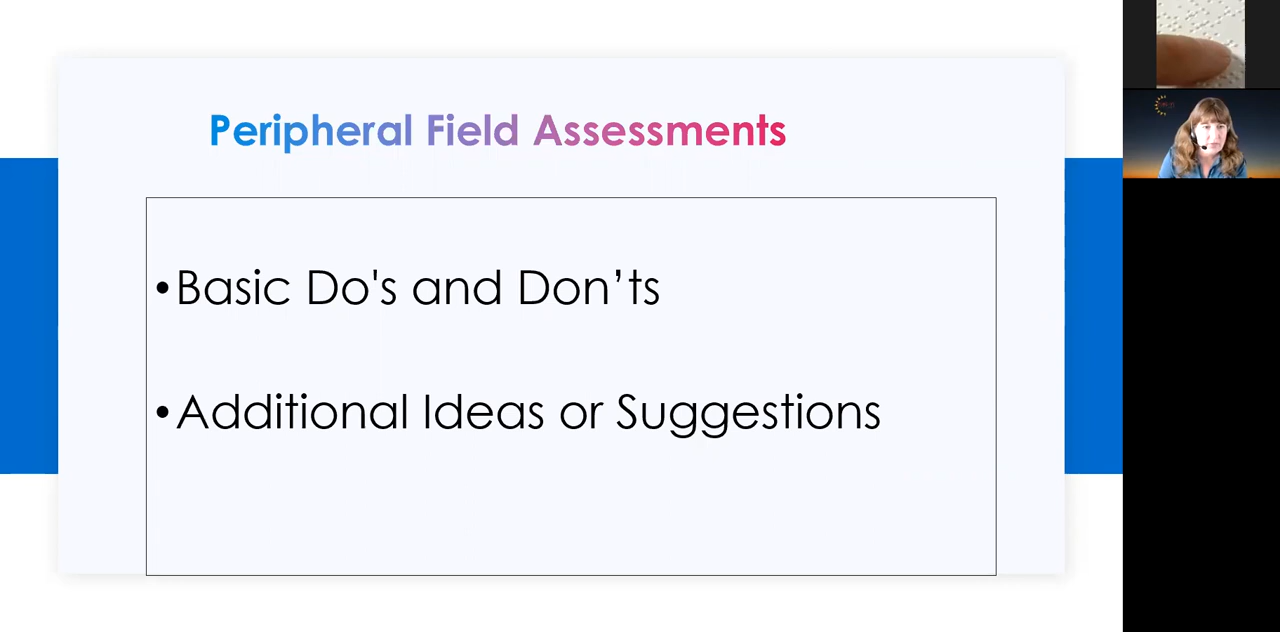 Peripheral Field Assessments
•Basic Do's and Don’ts
•Additional Ideas or Suggestions